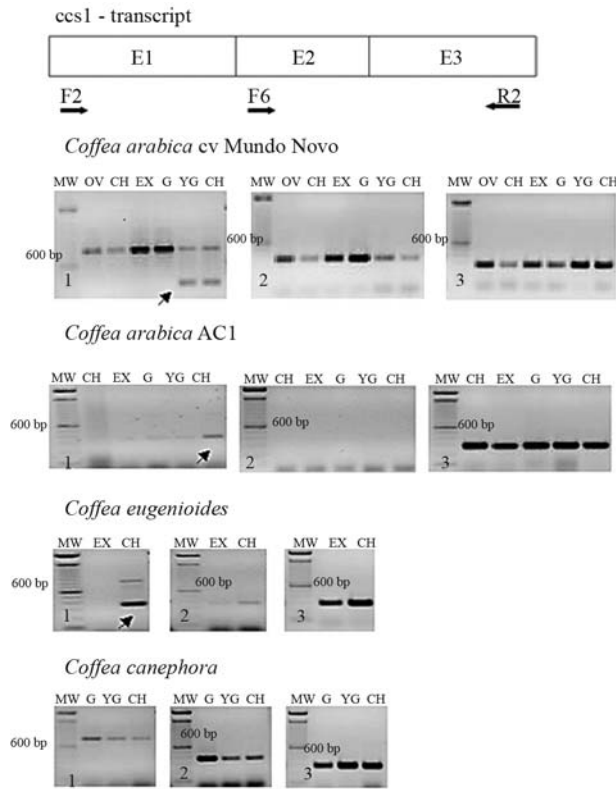 ccs1 - transcript
E1 E2 E3
F2 F6 R2
Coffea arabica cv Mundo Novo
MW OV CH EX G YG CH MW OV CH EX G YG CH MW OV CH EX G YG CH
600 bp 600 bp 600 bp
1 2 3
Coffea arabica AC1
MW CH EX G YG CH MW CH EX G YG CH MW CH EX G YG CH
600 bp 600 bp 600 bp
1 2 3
Coffea eugenioides
MW EX CH MW EX CH MW EX CH
600 bp 600 bp 600 bp
1 2 3
Coffea canephora
MW G YG CH MW G YG CH MW G YG CH
600 bp 600 bp 600 bp
1 2 3